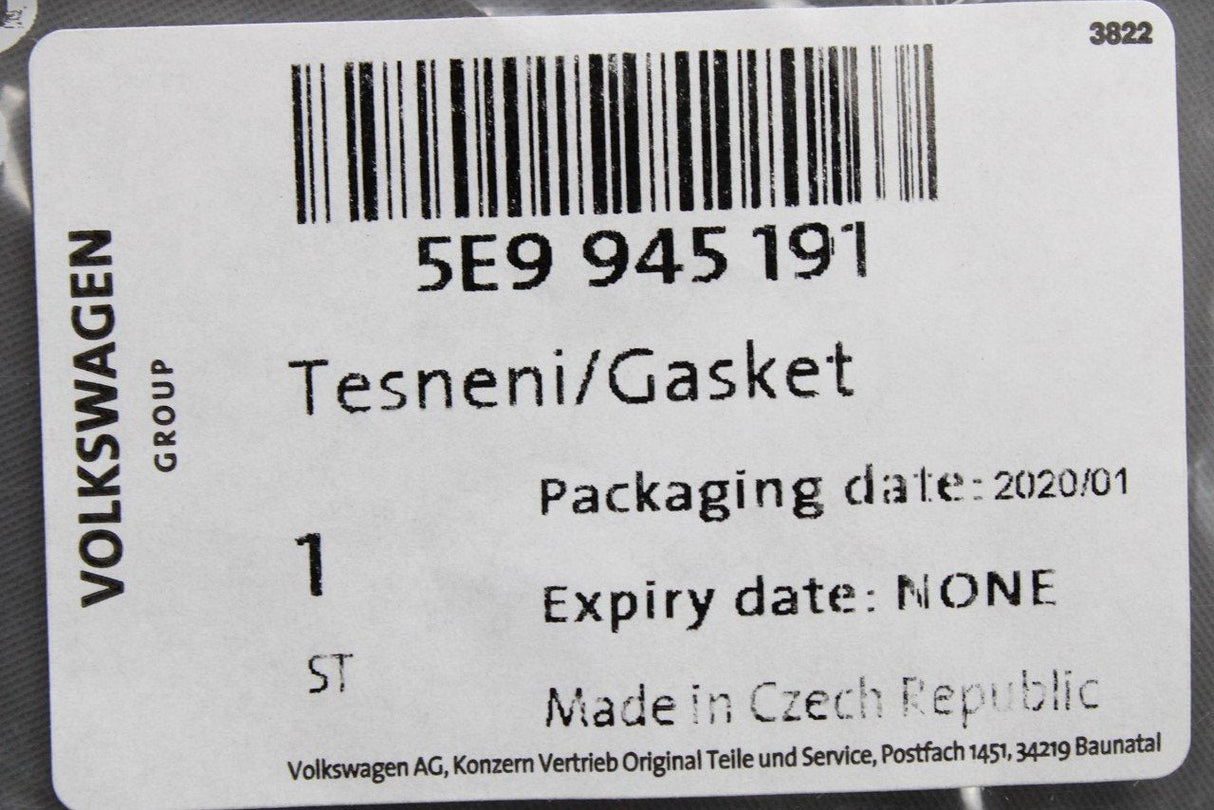 3822
5E9 945 191
Tesneni/Gasket
VOLKSWAGEN
GROUP
Packaging date: 2020/01
1
Expiry date: NONE
ST
Made in Czech Republic
Volkswagen AG, Konzern Vertrieb Original Teile und Service, Postfach 1451, 34219 Baunatal